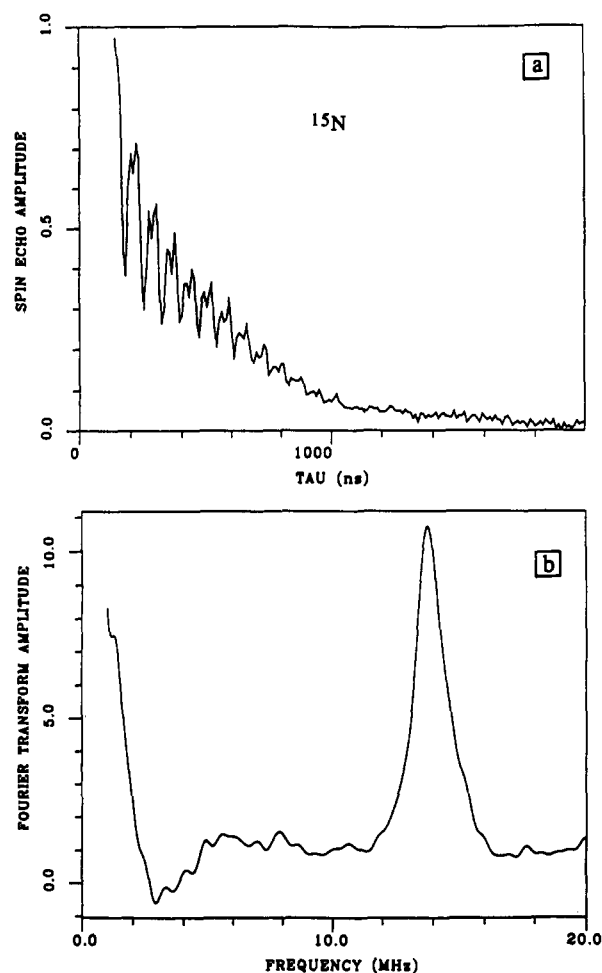 1.0
a
15N
SPIN ECHO AMPLITUDE
0.5
0.0
0
1000
TAU (ns)
10.0
b
FOURIER TRANSFORM AMPLITUDE
5.0
0.0
0.0
10.0
20.0
FREQUENCY (MHz)